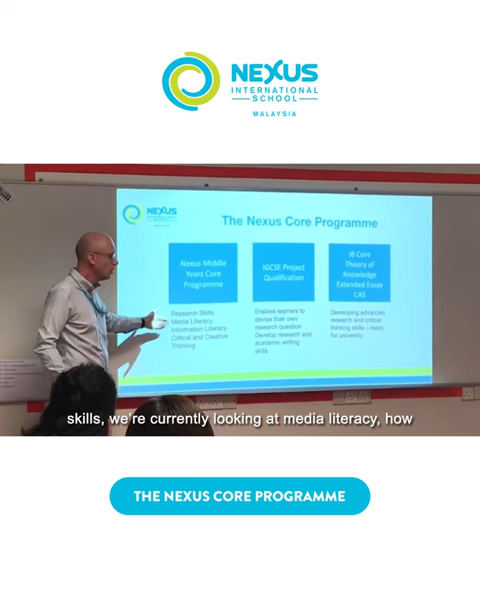 NEXUS
INTERNATIONAL
SCHOOL
MALAYSIA
NEXUS
The Nexus Core Programme
Nexus Middle
Years Core
Programme
Research Skills
Media Literacy
Information Literacy
Critical and Creative
Thinking
IGCSE Project
Qualification
Enables learners to
devise their own
research question
Develop research and
academic writing
skills
IB Core
Theory of
Knowledge
Extended Essay
CAS
Developing advanced
research and critical
thinking skills – ready
for university
skills, we're currently looking at media literacy, how
THE NEXUS CORE PROGRAMME